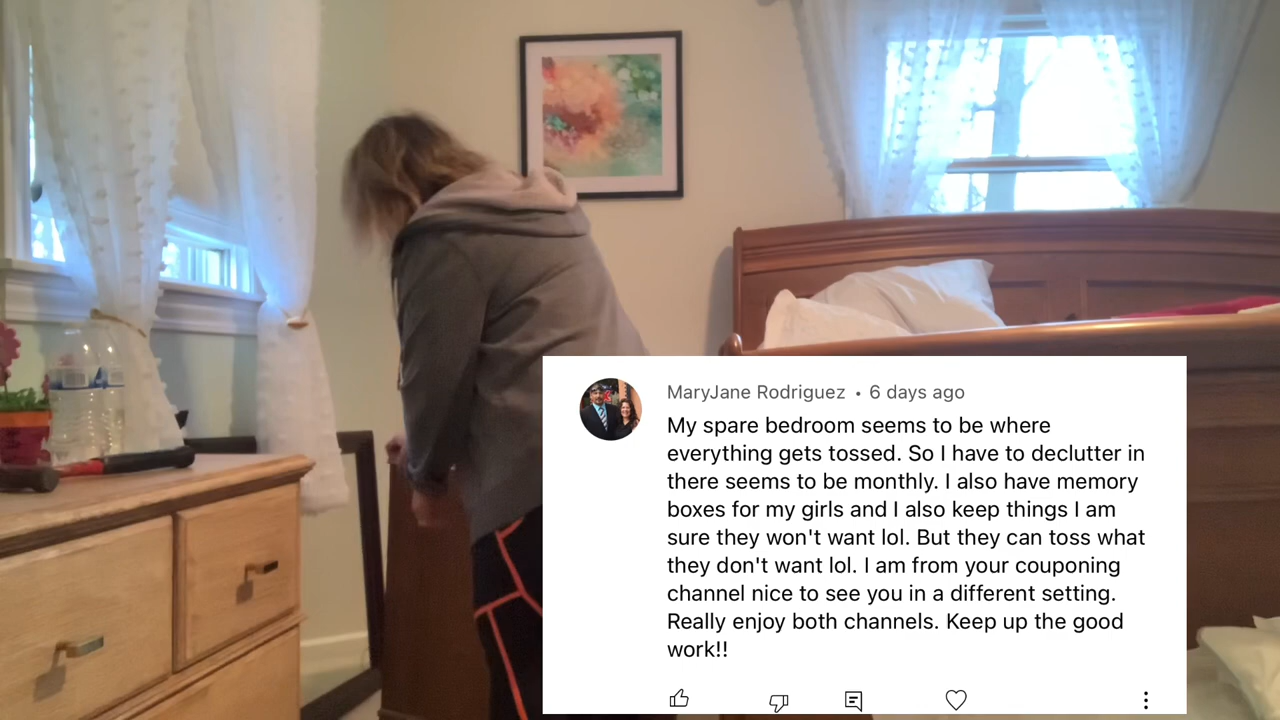 MaryJane Rodriguez • 6 days ago
My spare bedroom seems to be where
everything gets tossed. So I have to declutter in
there seems to be monthly. I also have memory
boxes for my girls and I also keep things I am
sure they won't want lol. But they can toss what
they don't want lol. I am from your couponing
channel nice to see you in a different setting.
Really enjoy both channels. Keep up the good
work!!